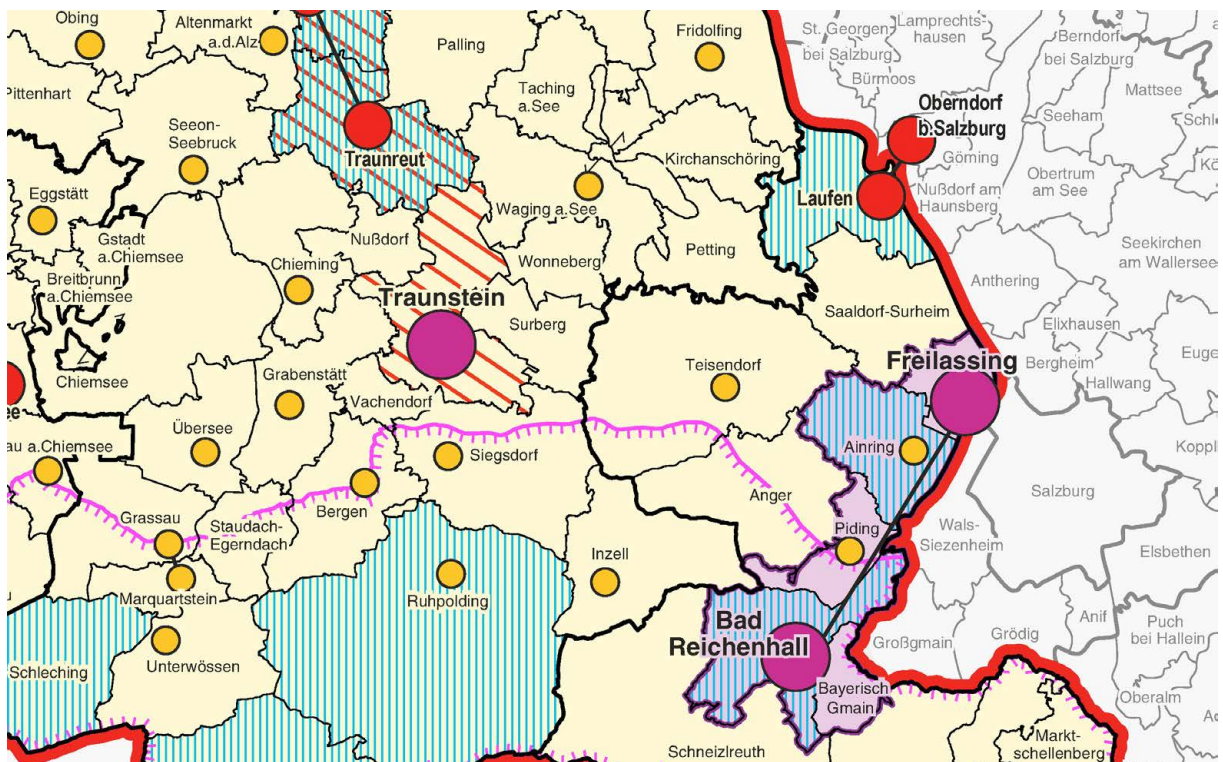 Obing
Altenmarkt
a.d.Alz
Palling
Fridolfing
St. Georgen
bei Salzburg
Lamprechts-
hausen
Bürmoos
Berndorf
bei Salzburg
Mattsee
Pittenhart
Taching
a.See
Oberndorf
b.Salzburg
Seeham
Seeon-
Seebruck
Traunreut
Kirchanschöring
Göming
Obertrum
am See
Eggstätt
Laufen
Nußdorf am
Haunsberg
Waging a.See
Gstadt
a.Chiemsee
Nußdorf
Petting
Seekirchen
am Wallersee
Breitbrunn
a.Chiemsee
Chieming
Wonneberg
Anthering
Traunstein
Saaldorf-Surheim
Surberg
Elixhausen
Chiemsee
Teisendorf
Freilassing
Bergheim
Hallwang
Grabenstätt
Vachendorf
Übersee
Ainring
au a.Chiemsee
Siegsdorf
Salzburg
Anger
Grassau
Staudach-
Egerndach
Bergen
Piding
Wals-
Siezenheim
Inzell
Elsbethen
Marquartstein
Ruhpolding
Bad
Reichenhall
Großgmain
Grödig
Anif
Puch
bei Hallein
Schleching
Unterwössen
Bayerisch
Gmain
Oberalm
Schneizlreuth
Markt-
schellenberg